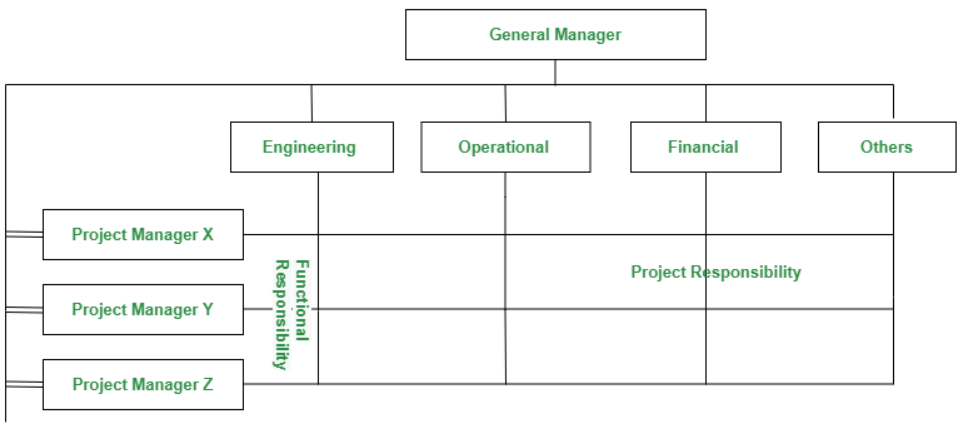 General Manager
Engineering
Operational
Financial
Others
Project Manager X
Functional
Responsibility
Project Responsibility
Project Manager Y
Project Manager Z